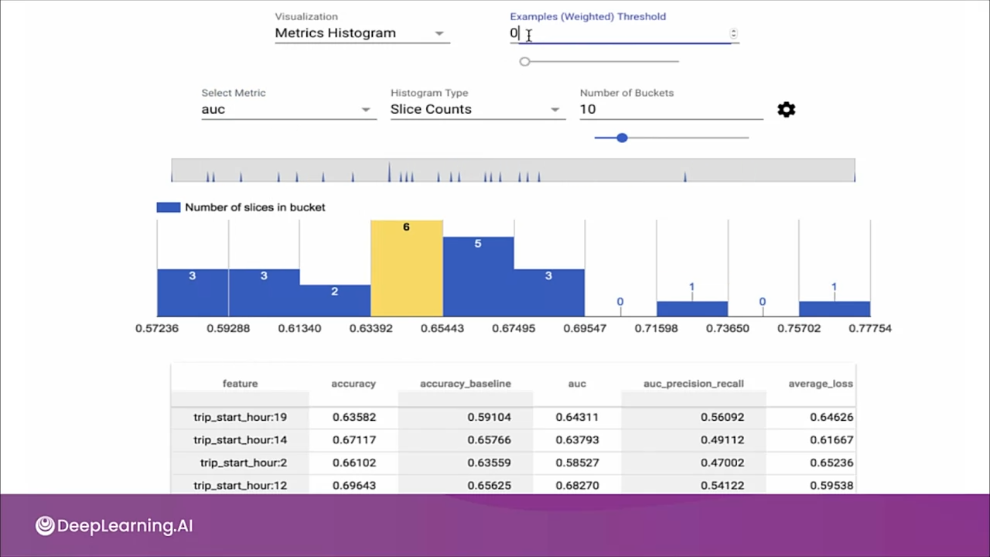 Visualization
Examples (Weighted) Threshold
Metrics Histogram
0
Select Metric
Histogram Type
Number of Buckets
auc
Slice Counts
10
Number of slices in bucket
3 3 2 6 5 3 0 1 0 1
0.57236 0.59288 0.61340 0.63392 0.65443 0.67495 0.69547 0.71598 0.73650 0.75702 0.77754
feature accuracy accuracy_baseline auc auc_precision_recall average_loss
trip_start_hour:19 0.63582 0.59104 0.64311 0.56092 0.64626
trip_start_hour:14 0.67117 0.65766 0.63793 0.49112 0.61667
trip_start_hour:2 0.66102 0.63559 0.58527 0.47002 0.65236
trip_start_hour:12 0.69643 0.65625 0.68270 0.54122 0.59538
DeepLearning.AI